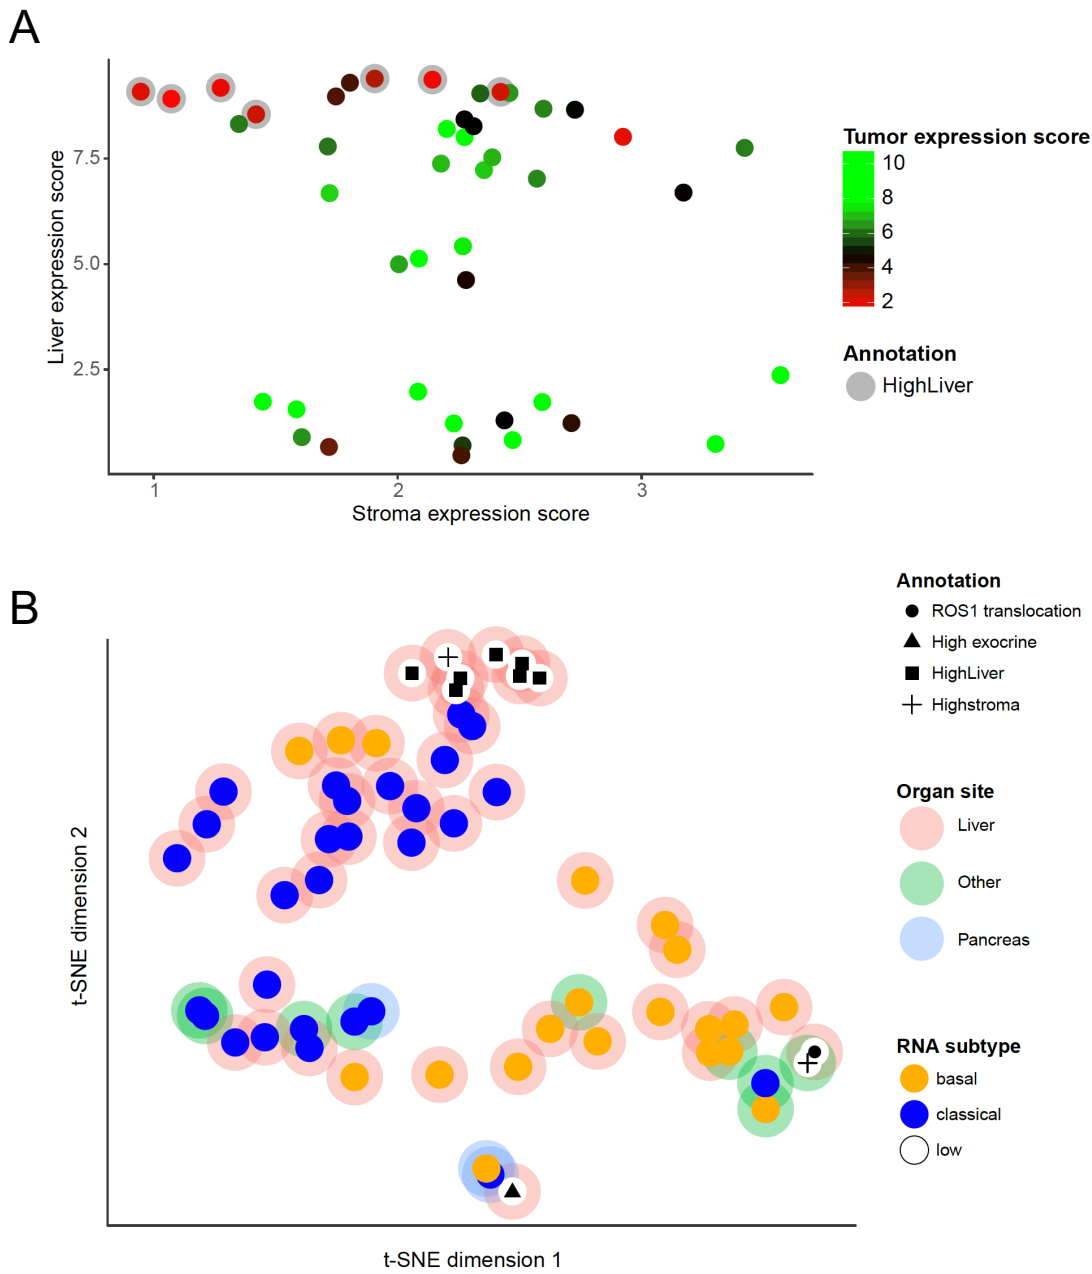 A
7.5
5.0
2.5
Liver expression score
1
2
3
Stroma expression score
Tumor expression score
10
8
6
4
2
Annotation
HighLiver
B
t-SNE dimension 2
t-SNE dimension 1
Annotation
ROS1 translocation
High exocrine
HighLiver
Highstroma
Organ site
Liver
Other
Pancreas
RNA subtype
basal
classical
low